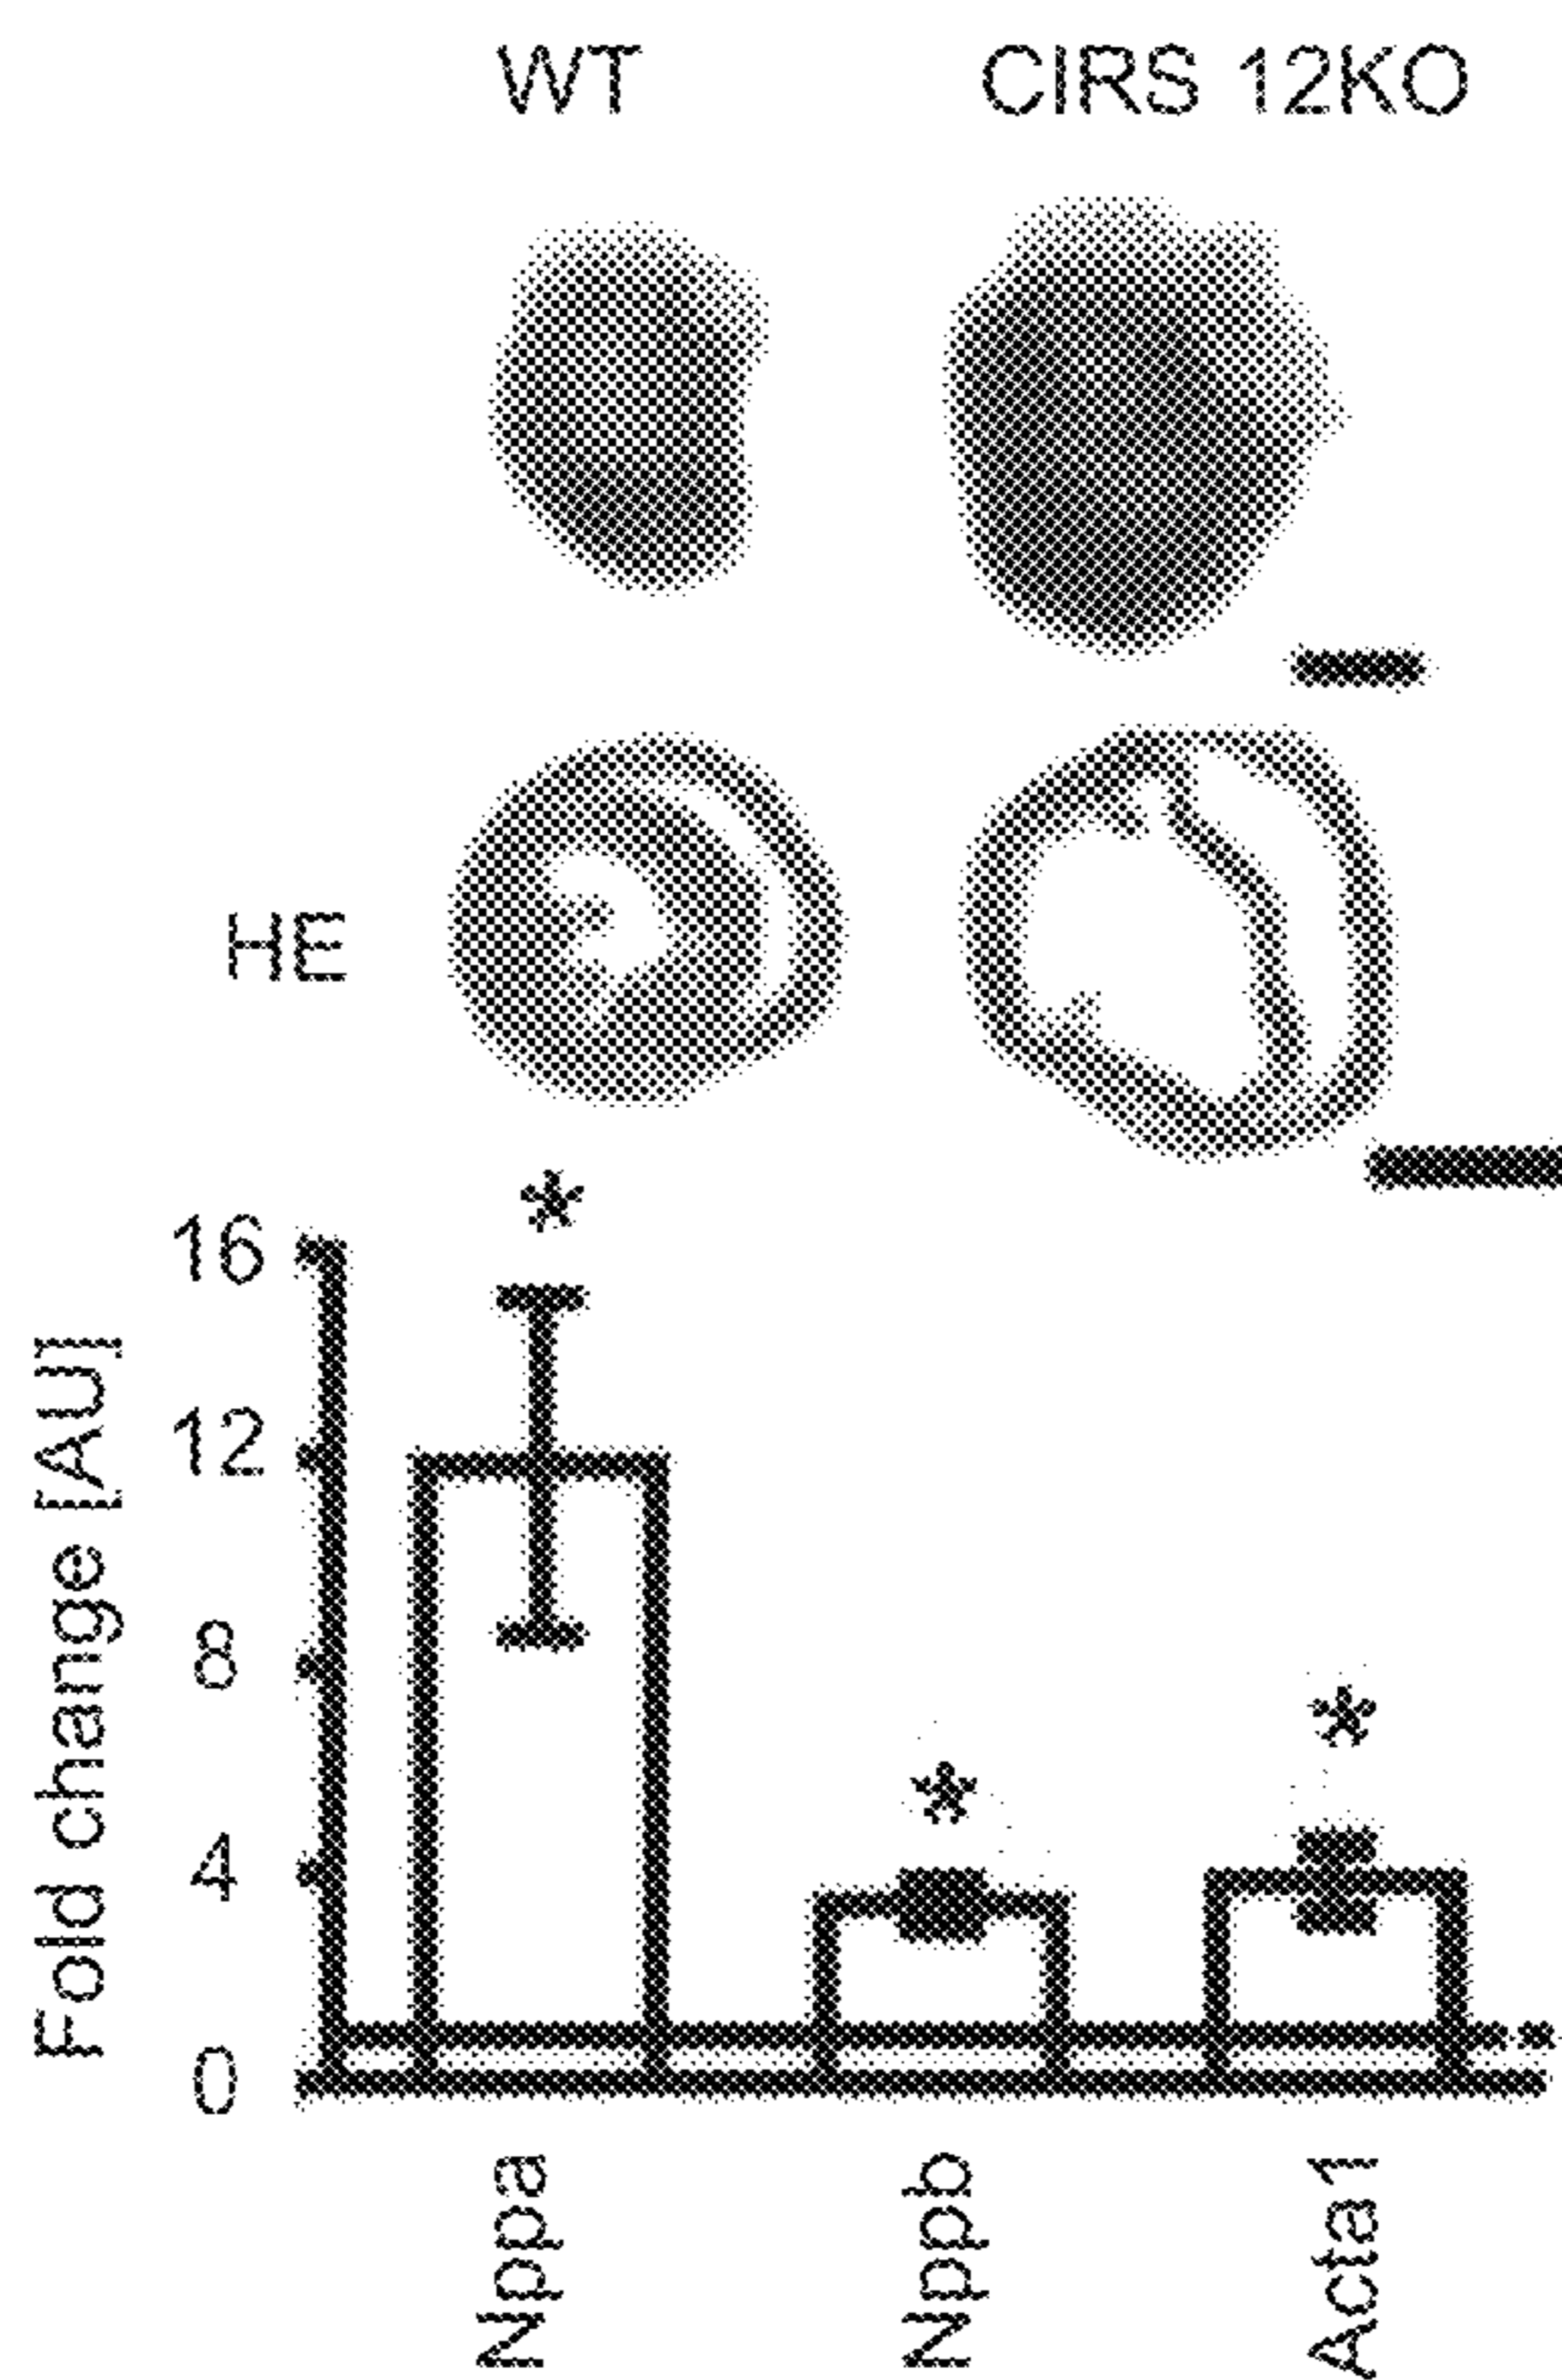 WT CIRS 12KO
HE
*
16
12
8
4
0
Fold change [AU]
*
*
Nppa
Nppb
Acta1